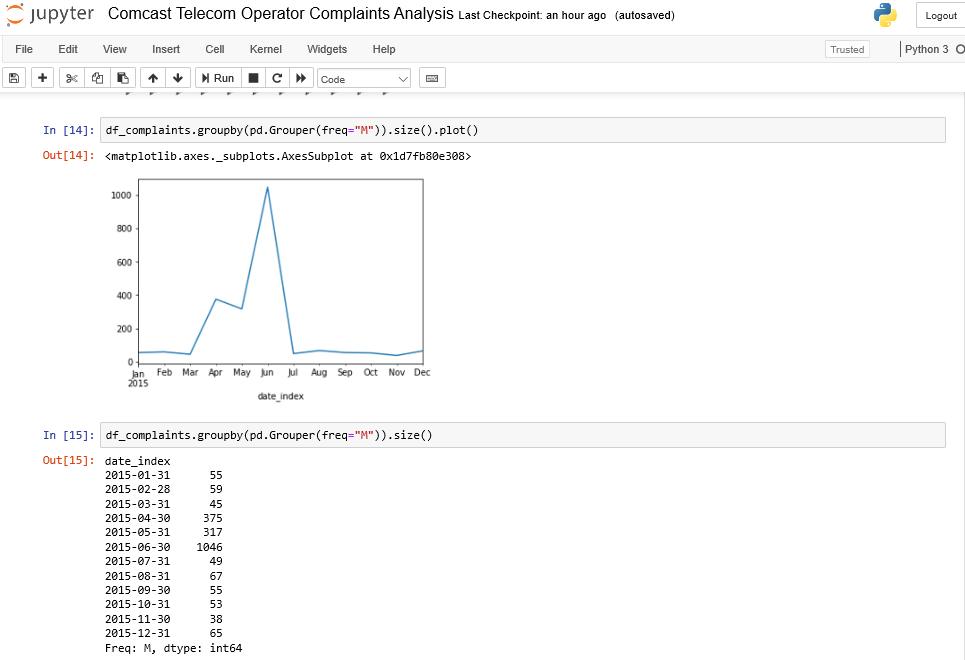 jupyter Comcast Telecom Operator Complaints Analysis Last Checkpoint: an hour ago (autosaved) Logout
File Edit View Insert Cell Kernel Widgets Help Trusted Python 3
Run Code
In [14]: df_complaints.groupby(pd.Grouper(freq="M")).size().plot()
Out[14]: <matplotlib.axes._subplots.AxesSubplot at 0x1d7fb80e308>
1000
800
600
400
200
0
Jan Feb Mar Apr May Jun Jul Aug Sep Oct Nov Dec
2015
date_index
In [15]: df_complaints.groupby(pd.Grouper(freq="M")).size()
Out[15]: date_index
2015-01-31 55
2015-02-28 59
2015-03-31 45
2015-04-30 375
2015-05-31 317
2015-06-30 1046
2015-07-31 49
2015-08-31 67
2015-09-30 55
2015-10-31 53
2015-11-30 38
2015-12-31 65
Freq: M, dtype: int64